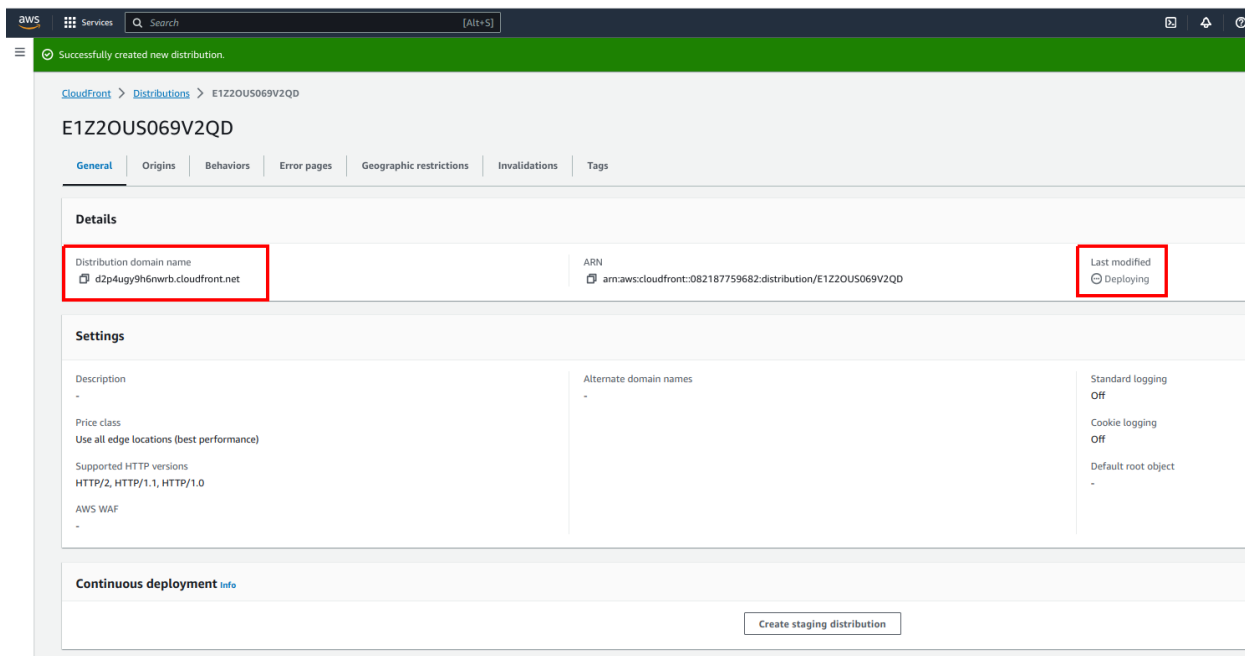 aws
Services
Search
[Alt+S]
Successfully created new distribution.
CloudFront > Distributions > E1Z2OUS069V2QD
E1Z2OUS069V2QD
General
Origins
Behaviors
Error pages
Geographic restrictions
Invalidations
Tags
Details
Distribution domain name
d2p4ugy9h6nwrb.cloudfront.net
ARN
arn:aws:cloudfront::082187759682:distribution/E1Z2OUS069V2QD
Last modified
Deploying
Settings
Description
-
Price class
Use all edge locations (best performance)
Supported HTTP versions
HTTP/2, HTTP/1.1, HTTP/1.0
AWS WAF
-
Alternate domain names
-
Standard logging
Off
Cookie logging
Off
Default root object
-
Continuous deployment Info
Create staging distribution